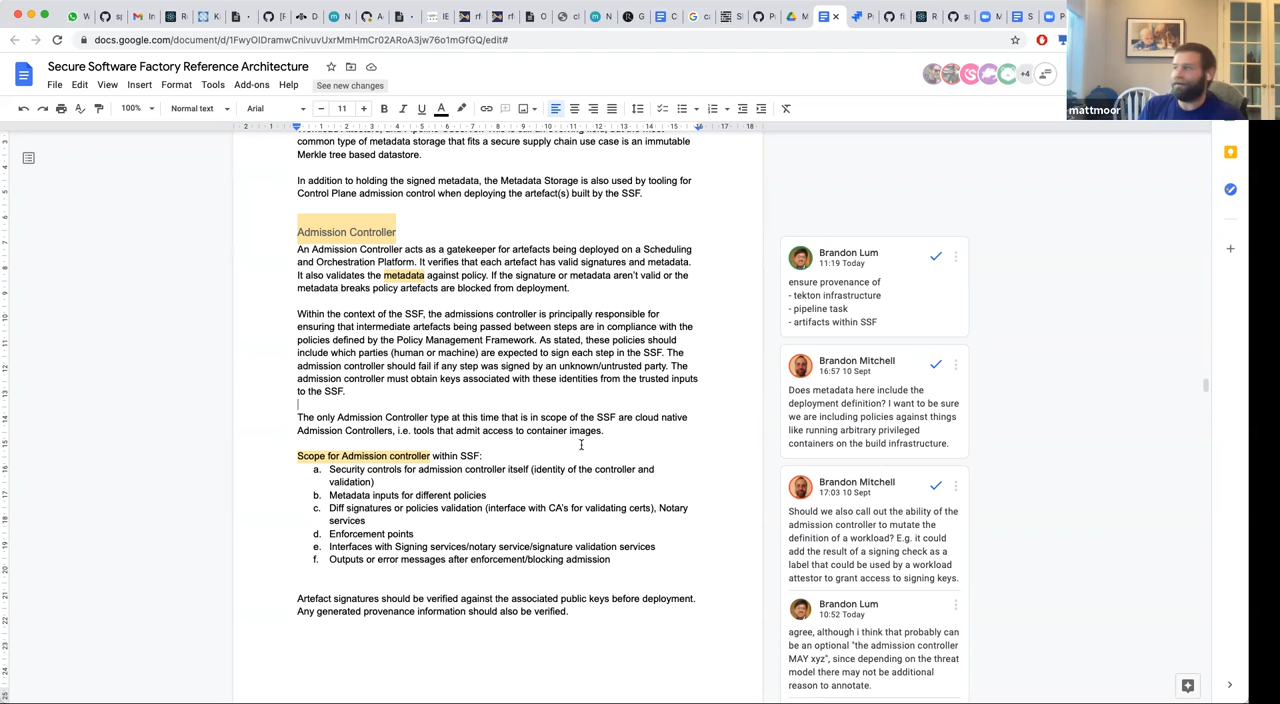 docs.google.com/document/d/1FwyOIDramwCnivuvUxrMmHmCr02ARoA3jw76o1mGfGQ/edit#
mattmoor
Secure Software Factory Reference Architecture
File Edit View Insert Format Tools Add-ons Help See new changes
+4
100% Normal text Arial 11
common type of metadata storage that fits a secure supply chain use case is an immutable
Merkle tree based datastore.
In addition to holding the signed metadata, the Metadata Storage is also used by tooling for
Control Plane admission control when deploying the artefact(s) built by the SSF.
Admission Controller
An Admission Controller acts as a gatekeeper for artefacts being deployed on a Scheduling
and Orchestration Platform. It verifies that each artefact has valid signatures and metadata.
It also validates the metadata against policy. If the signature or metadata aren't valid or the
metadata breaks policy artefacts are blocked from deployment.
Within the context of the SSF, the admissions controller is principally responsible for
ensuring that intermediate artefacts being passed between steps are in compliance with the
policies defined by the Policy Management Framework. As stated, these policies should
include which parties (human or machine) are expected to sign each step in the SSF. The
admission controller should fail if any step was signed by an unknown/untrusted party. The
admission controller must obtain keys associated with these identities from the trusted inputs
to the SSF.
The only Admission Controller type at this time that is in scope of the SSF are cloud native
Admission Controllers, i.e. tools that admit access to container images.
Scope for Admission controller within SSF:
a. Security controls for admission controller itself (identity of the controller and
validation)
b. Metadata inputs for different policies
c. Diff signatures or policies validation (interface with CA's for validating certs), Notary
services
d. Enforcement points
e. Interfaces with Signing services/notary service/signature validation services
f. Outputs or error messages after enforcement/blocking admission
Artefact signatures should be verified against the associated public keys before deployment.
Any generated provenance information should also be verified.
Brandon Lum
11:19 Today
ensure provenance of
- tekton infrastructure
- pipeline task
- artifacts within SSF
Brandon Mitchell
16:57 10 Sept
Does metadata here include the
deployment definition? I want to be sure
we are including policies against things
like running arbitrary privileged
containers on the build infrastructure.
Brandon Mitchell
17:03 10 Sept
Should we also call out the ability of the
admission controller to mutate the
definition of a workload? E.g. it could
add the result of a signing check as a
label that could be used by a workload
attestor to grant access to signing keys.
Brandon Lum
10:52 Today
agree, although i think that probably can
be an optional "the admission controller
MAY xyz", since depending on the threat
model there may not be additional
reason to annotate.